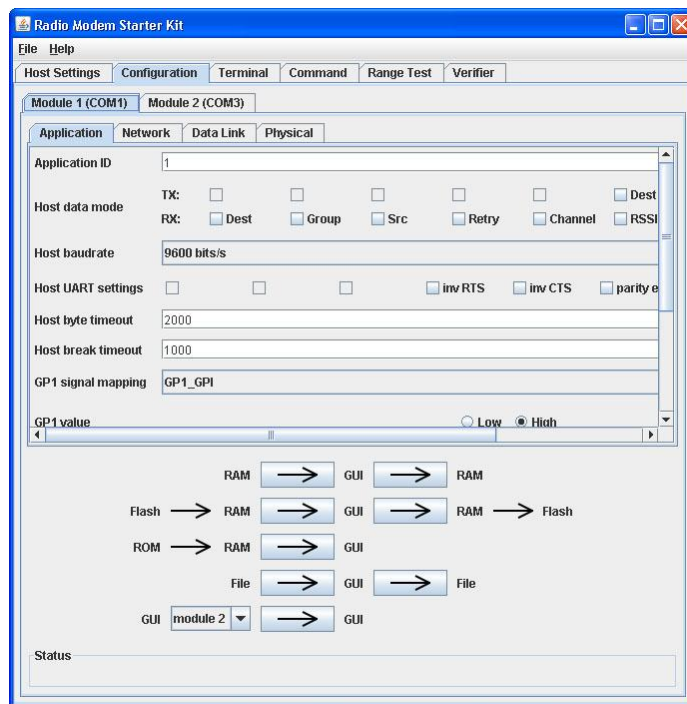 Radio Modem Starter Kit
File Help
Host Settings Configuration Terminal Command Range Test Verifier
Module 1 (COM1) Module 2 (COM3)
Application Network Data Link Physical
Application ID 1
Host data mode TX: Dest
RX: Dest Group Src Retry Channel RSSI
Host baudrate 9600 bits/s
Host UART settings inv RTS inv CTS parity e
Host byte timeout 2000
Host break timeout 1000
GP1 signal mapping GP1_GPI
GP1 value Low High
RAM GUI RAM
Flash RAM GUI RAM Flash
ROM RAM GUI
File GUI File
GUI module 2 GUI
Status